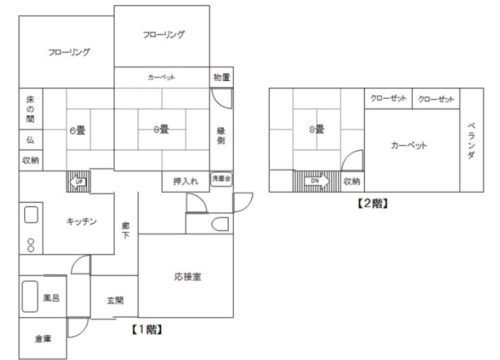 フローリング
フローリング
カーペット
物置
床の間
6畳
8畳
縁側
仏
収納
UP
押入れ
洗面台
キッチン
廊下
応接室
風呂
玄関
倉庫
【1階】
クローゼット
クローゼット
8畳
カーペット
ベランダ
DN
収納
【2階】